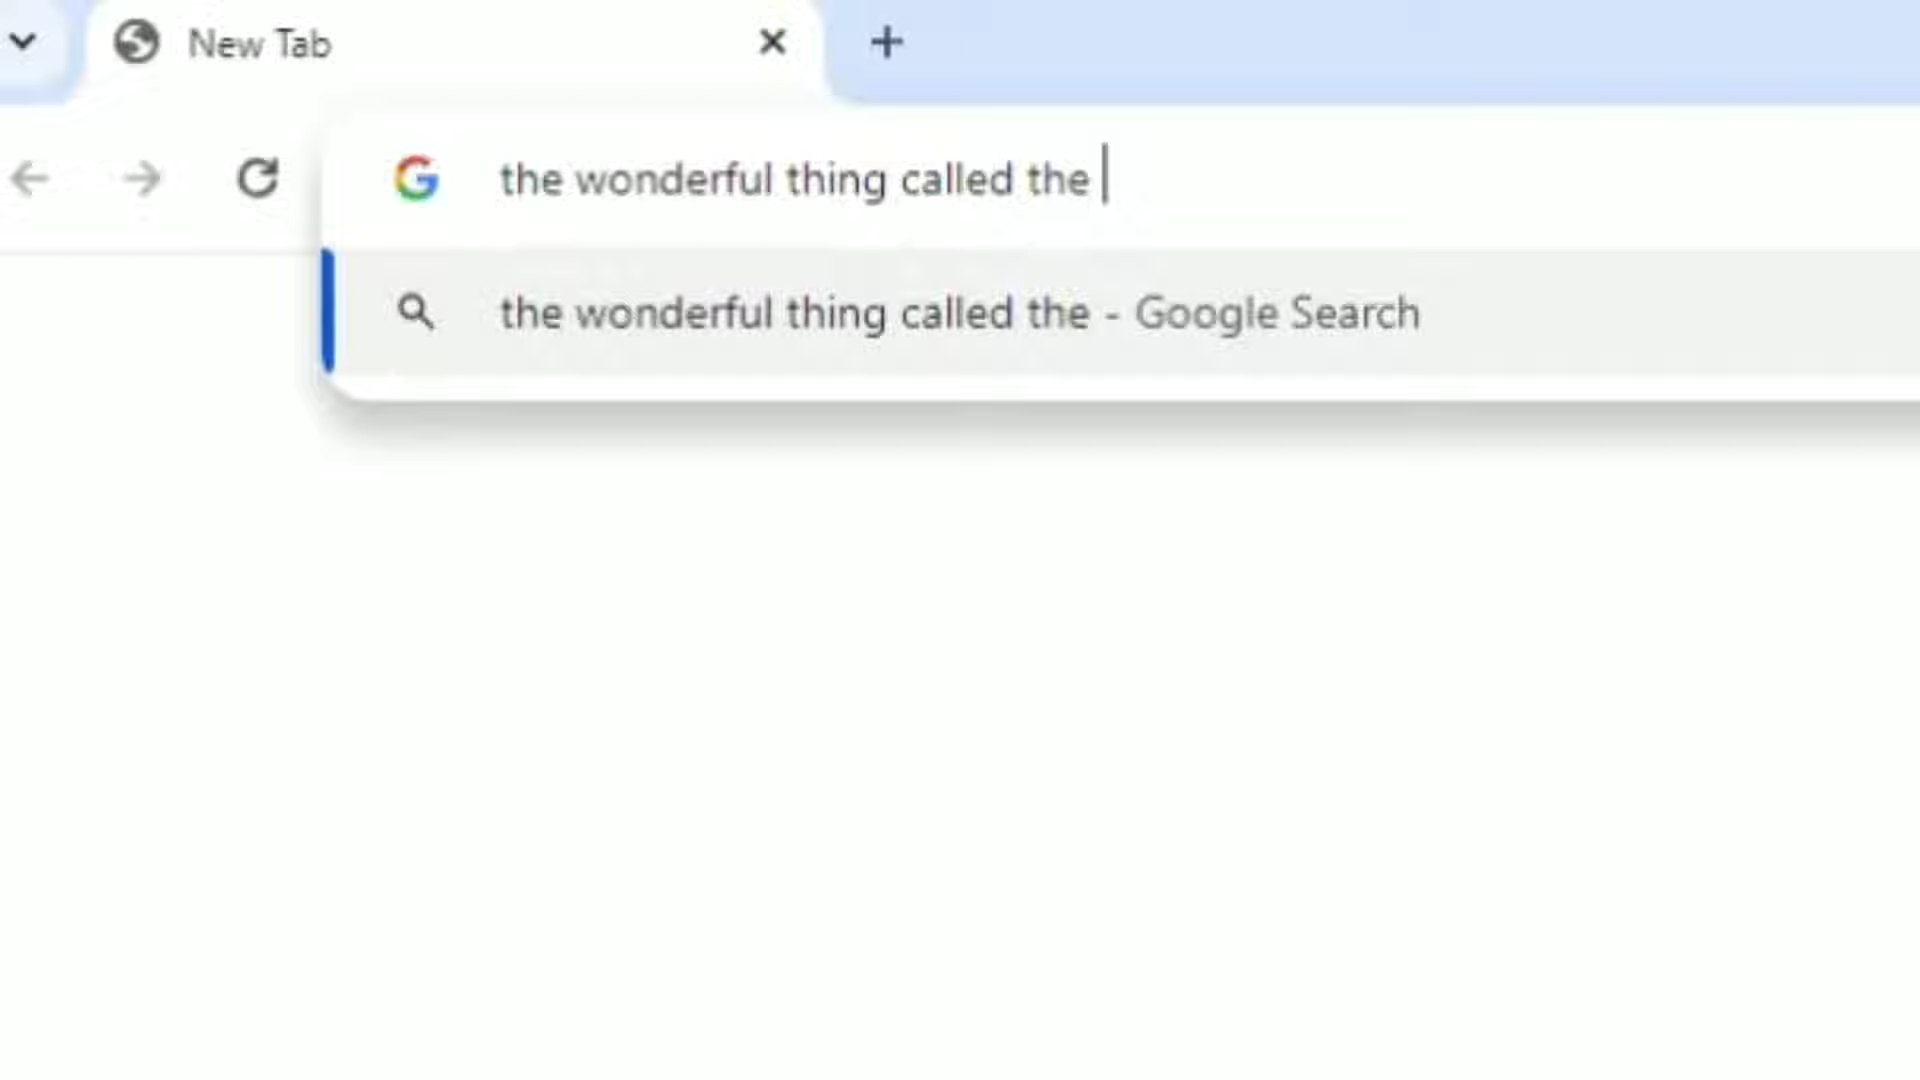 New Tab
the wonderful thing called the
the wonderful thing called the - Google Search